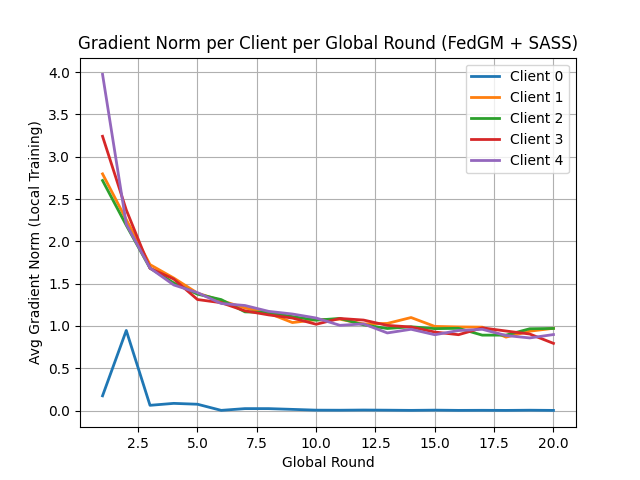 Gradient Norm per Client per Global Round (FedGM + SASS)
4.0
3.5
3.0
2.5
2.0
1.5
1.0
0.5
0.0
Avg Gradient Norm (Local Training)
Client 0
Client 1
Client 2
Client 3
Client 4
2.5 5.0 7.5 10.0 12.5 15.0 17.5 20.0
Global Round